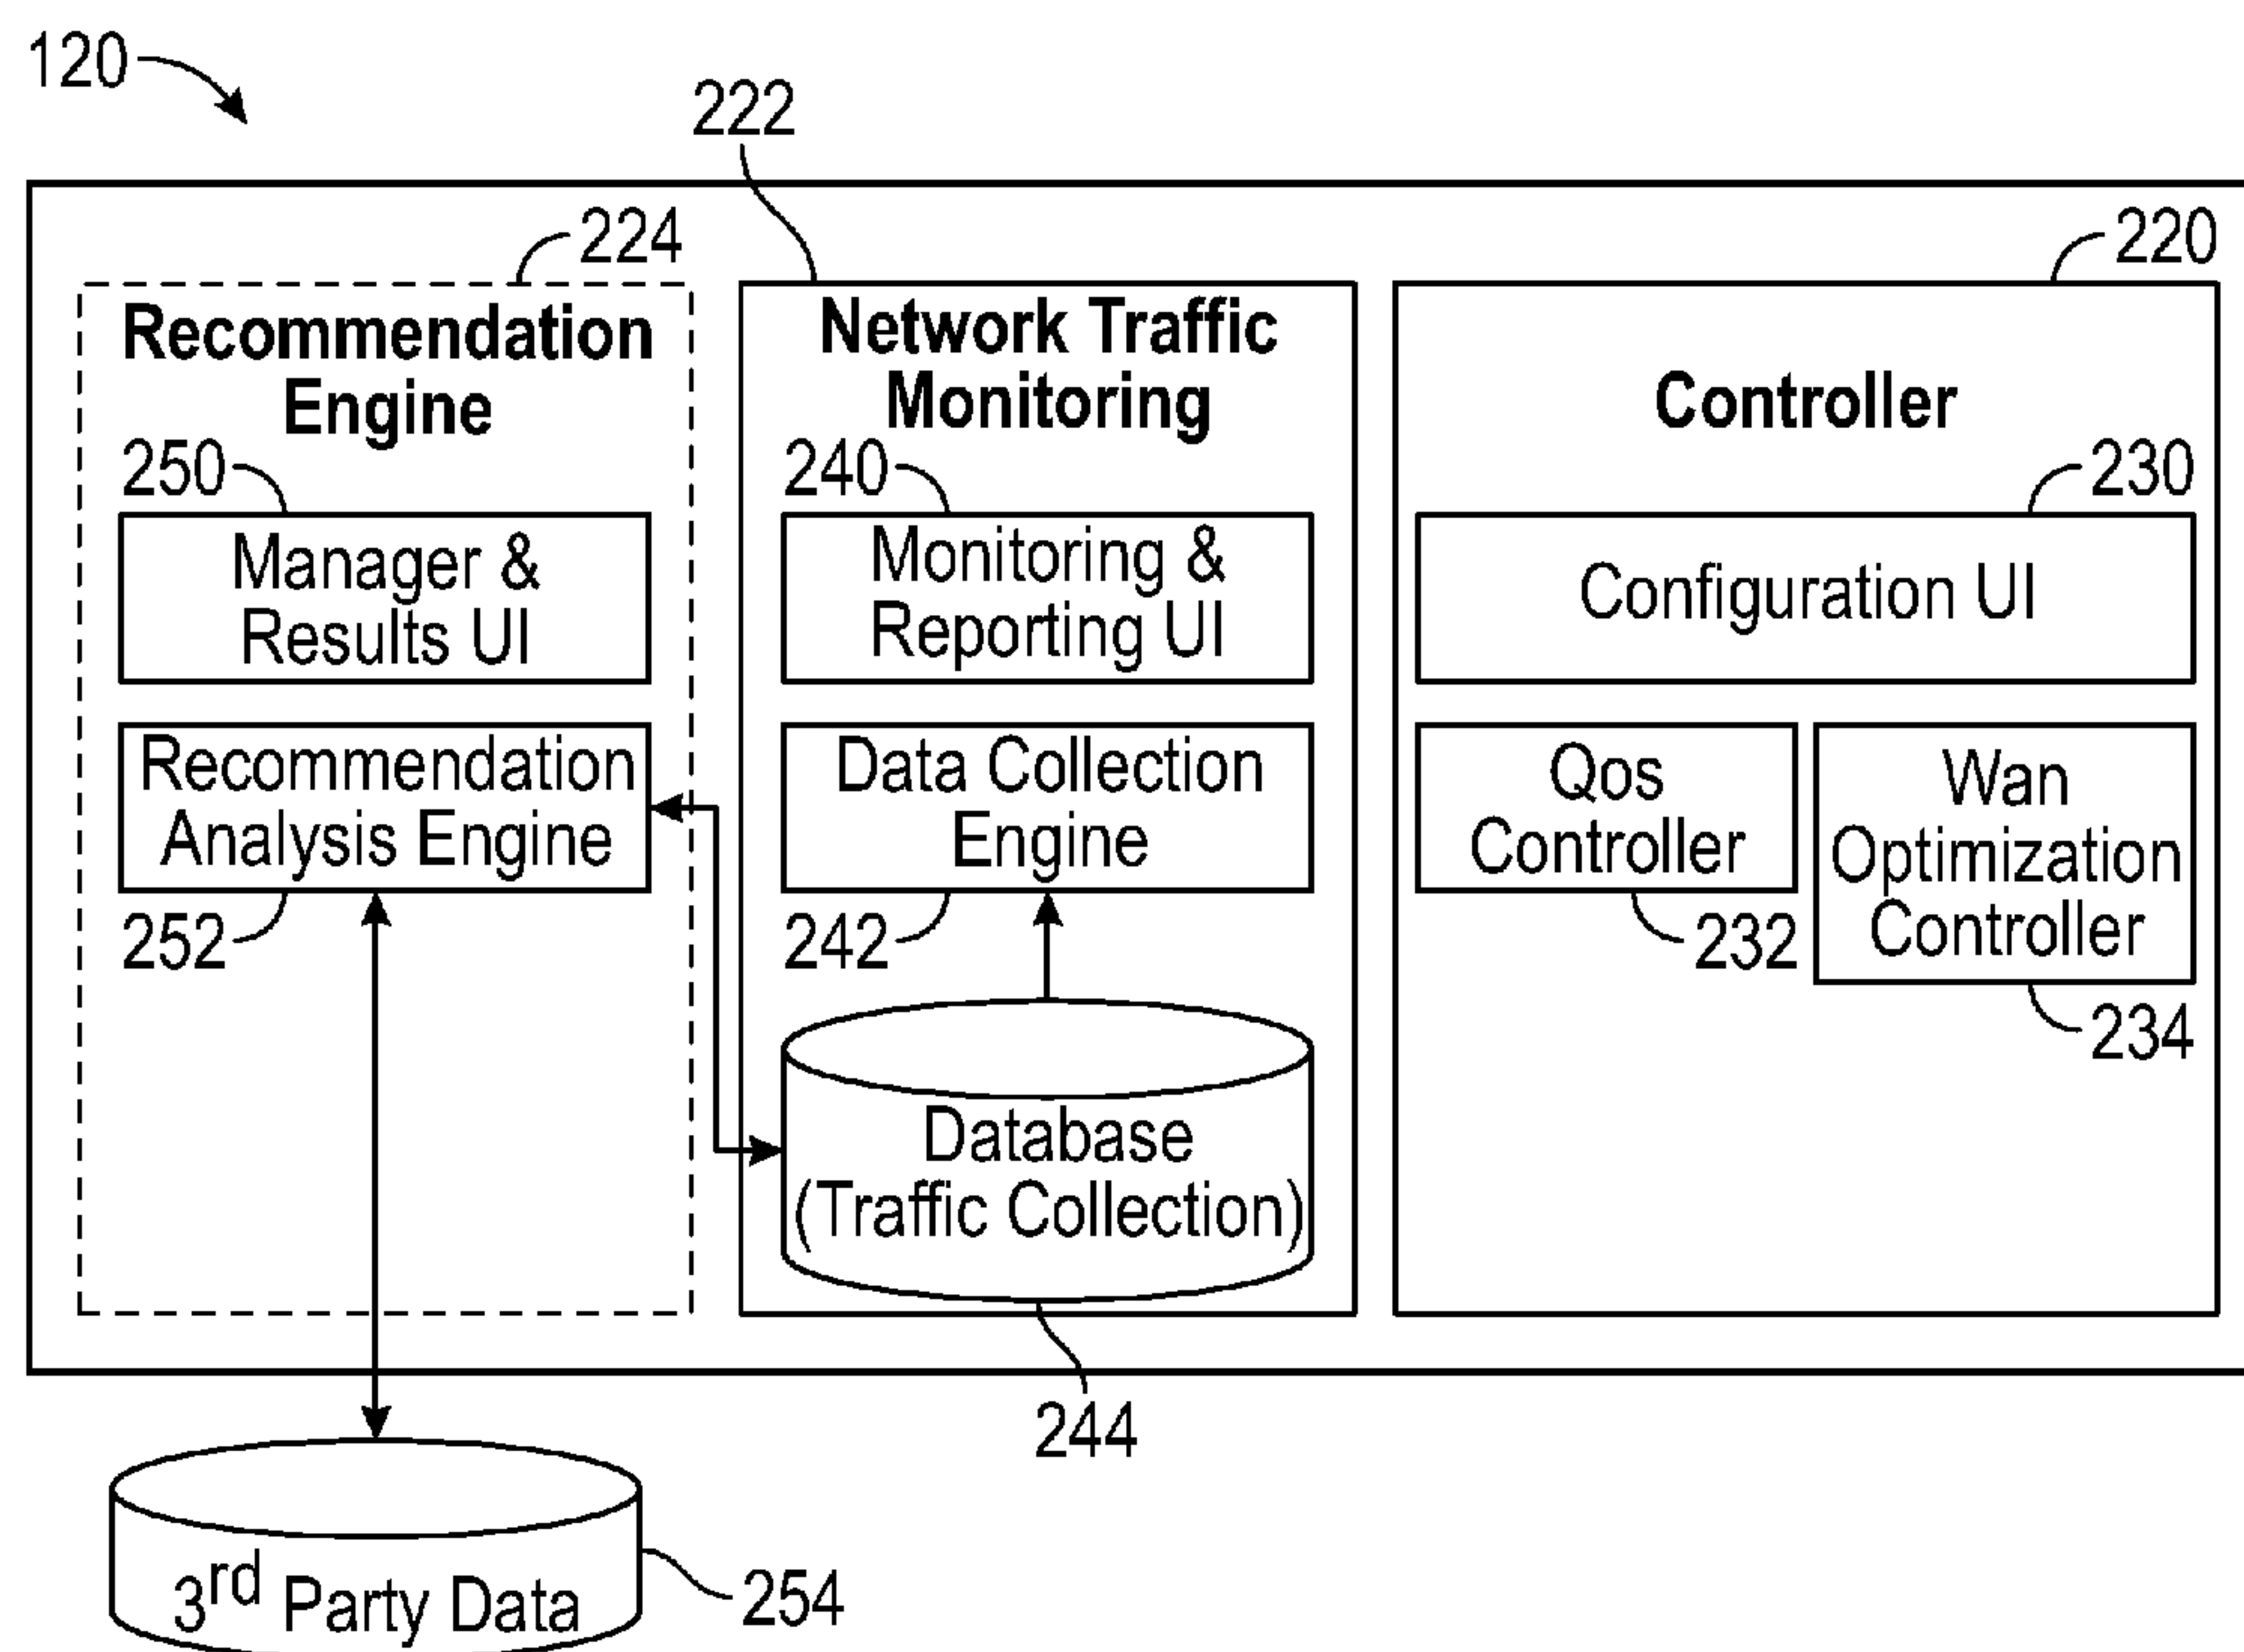 120
222
224
220
Recommendation
Engine
Network Traffic
Monitoring
Controller
250
240
230
Manager &
Results UI
Monitoring &
Reporting UI
Configuration UI
Recommendation
Analysis Engine
Data Collection
Engine
Qos
Controller
Wan
Optimization
Controller
252
242
232
234
Database
(Traffic Collection)
244
3rd Party Data
254